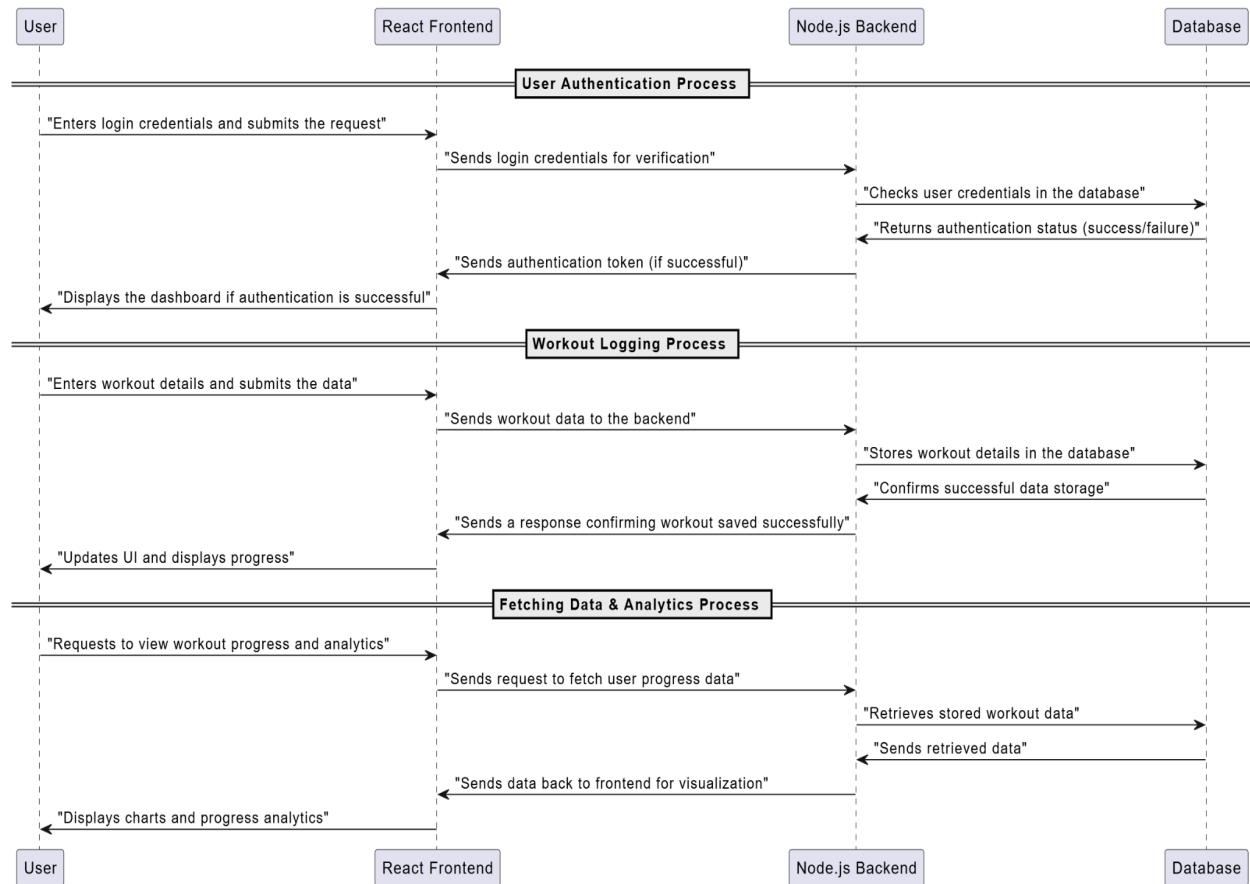 User React Frontend Node.js Backend Database
User Authentication Process
"Enters login credentials and submits the request"
"Sends login credentials for verification"
"Checks user credentials in the database"
"Returns authentication status (success/failure)"
"Sends authentication token (if successful)"
"Displays the dashboard if authentication is successful"
Workout Logging Process
"Enters workout details and submits the data"
"Sends workout data to the backend"
"Stores workout details in the database"
"Confirms successful data storage"
"Sends a response confirming workout saved successfully"
"Updates UI and displays progress"
Fetching Data & Analytics Process
"Requests to view workout progress and analytics"
"Sends request to fetch user progress data"
"Retrieves stored workout data"
"Sends retrieved data"
"Sends data back to frontend for visualization"
"Displays charts and progress analytics"
User React Frontend Node.js Backend Database